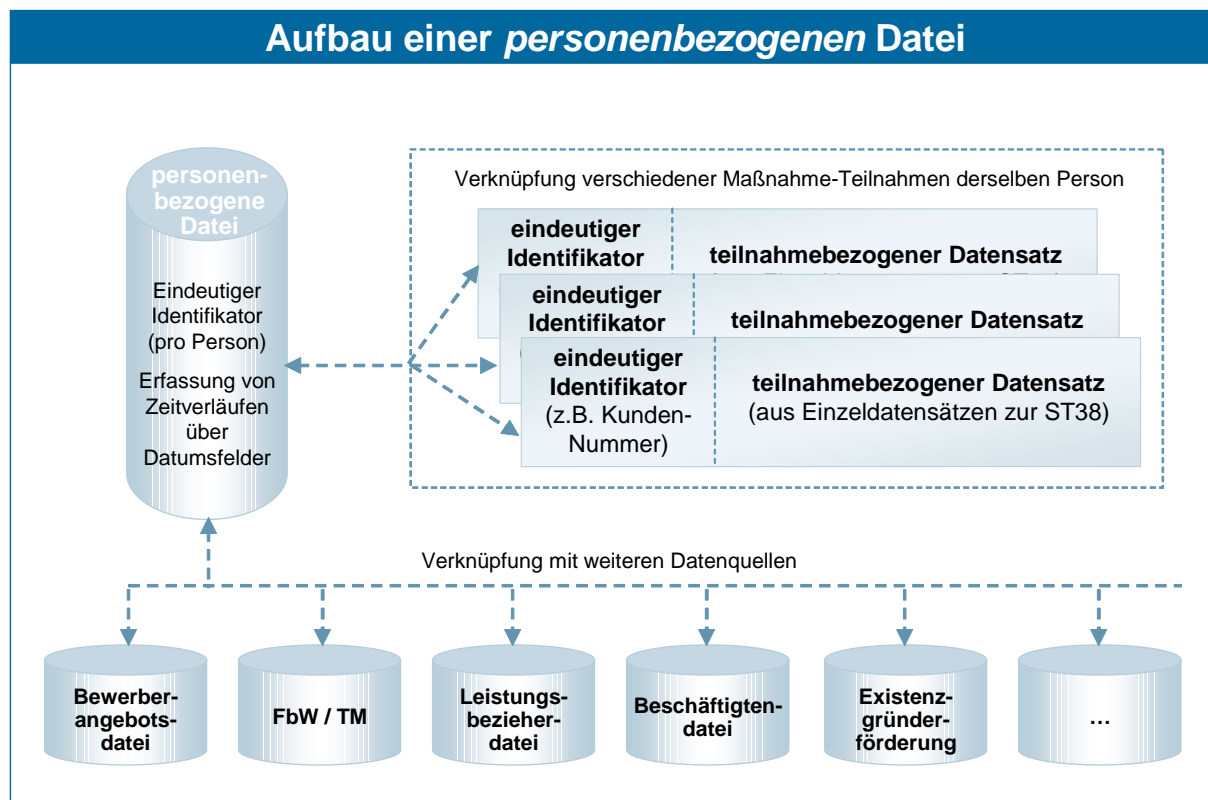 Aufbau einer personenbezogenen Datei
personen-
bezogene
Datei
Eindeutiger
Identifikator
(pro Person)
Erfassung von
Zeitverläufen
über
Datumsfelder
Verknüpfung verschiedener Maßnahme-Teilnahmen derselben Person
eindeutiger
Identifikator
teilnahmebezogener Datensatz
eindeutiger
Identifikator
teilnahmebezogener Datensatz
eindeutiger
Identifikator
(z.B. Kunden-
Nummer)
teilnahmebezogener Datensatz
(aus Einzeldatensätzen zur ST38)
Verknüpfung mit weiteren Datenquellen
Bewerber-
angebots-
datei
FbW / TM
Leistungs-
bezieher-
datei
Beschäftigten-
datei
Existenz-
gründer-
förderung
...